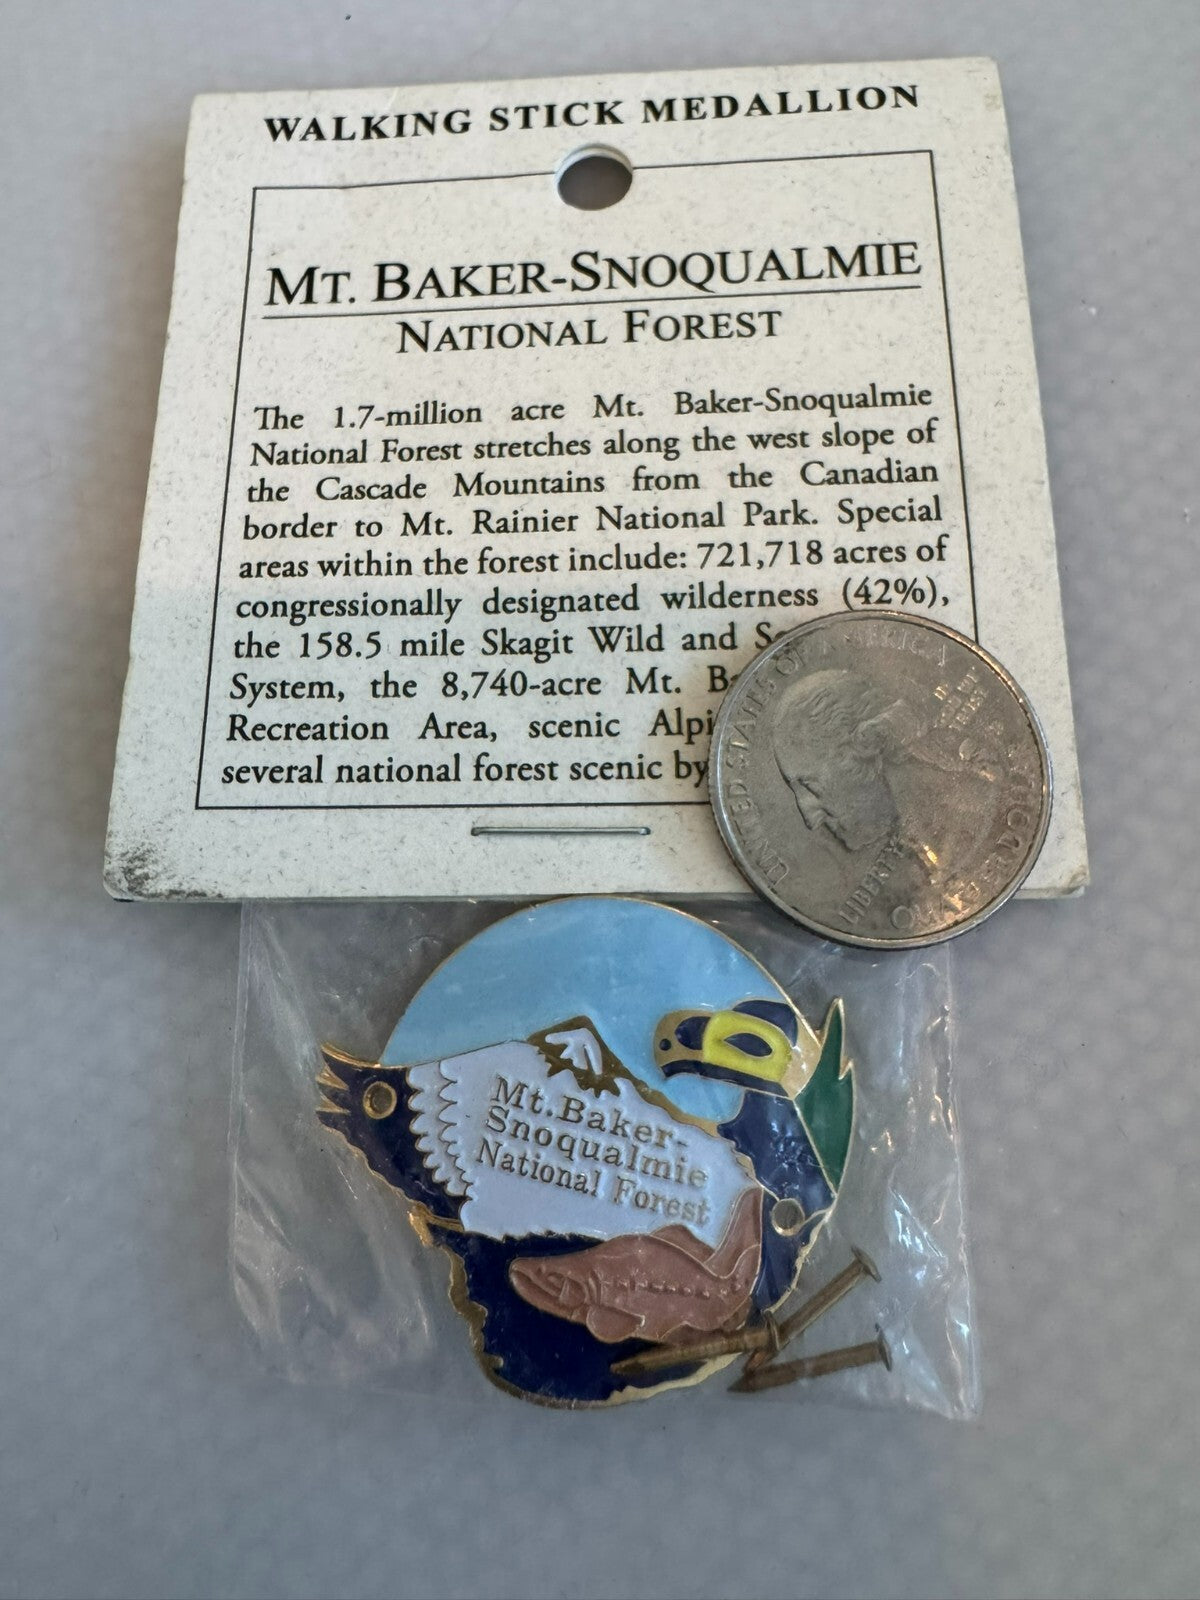 WALKING STICK MEDALLION
MT. BAKER-SNOQUALMIE
NATIONAL FOREST
The 1.7-million acre Mt. Baker-Snoqualmie
National Forest stretches along the west slope of
the Cascade Mountains from the Canadian
border to Mt. Rainier National Park. Special
areas within the forest include: 721,718 acres of
congressionally designated wilderness (42%),
the 158.5 mile Skagit Wild and
System, the 8,740-acre Mt.
Recreation Area, scenic
several national forest scenic
UNITED STATES OF AMERICA
LIBERTY
Mt.Baker-
Snoqualmie
National Forest